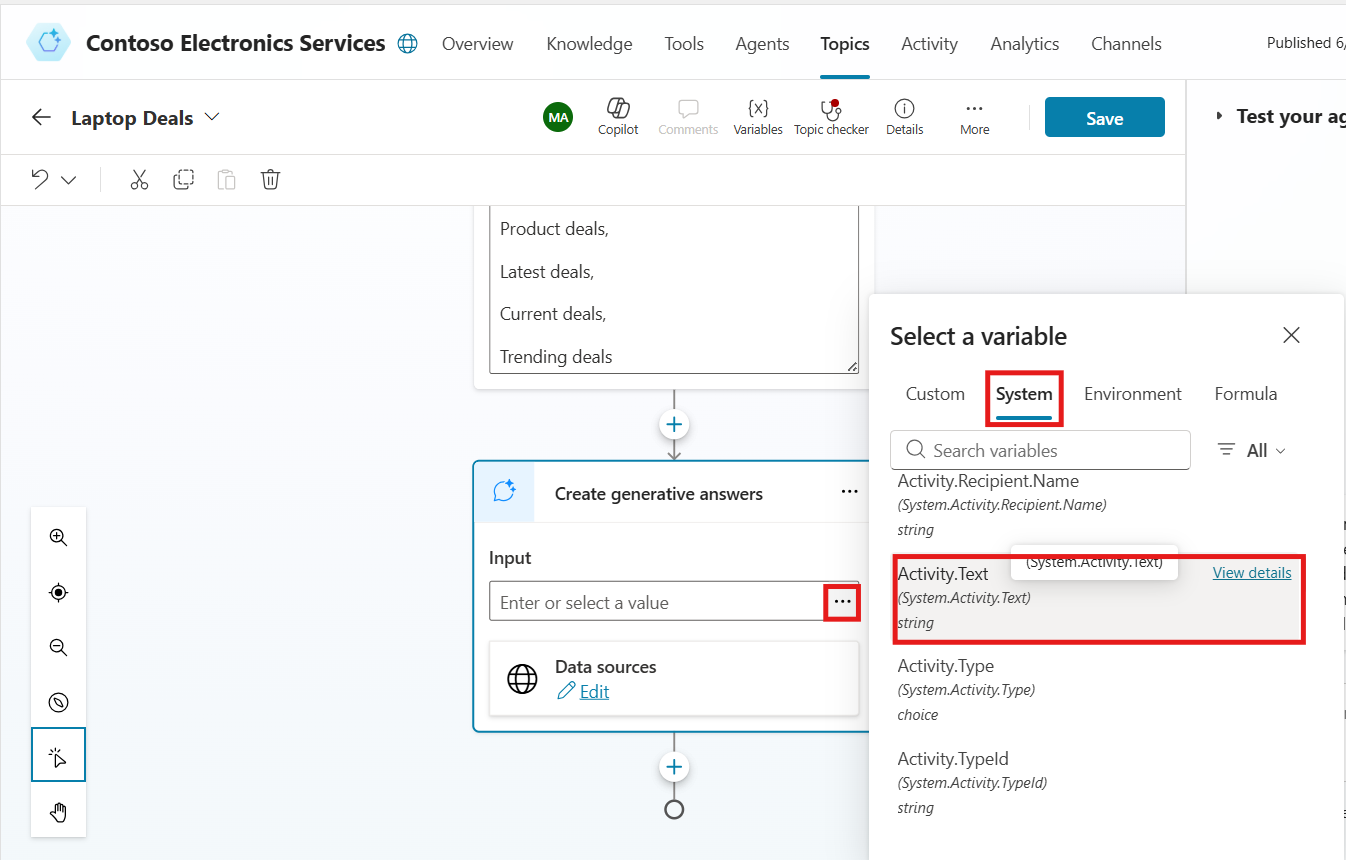 Contoso Electronics Services
Overview
Knowledge
Tools
Agents
Topics
Activity
Analytics
Channels
Published 6/
Laptop Deals
MA
Copilot
Comments
Variables
Topic checker
Details
More
Save
Test your ag
Product deals,
Latest deals,
Current deals,
Trending deals
Create generative answers
Input
Enter or select a value
Data sources
Edit
Select a variable
Custom
System
Environment
Formula
Search variables
All
Activity.Recipient.Name
(System.Activity.Recipient.Name)
string
Activity.Text
(System.Activity.Text)
View details
(System.Activity.Text)
string
Activity.Type
(System.Activity.Type)
choice
Activity.TypeId
(System.Activity.TypeId)
string